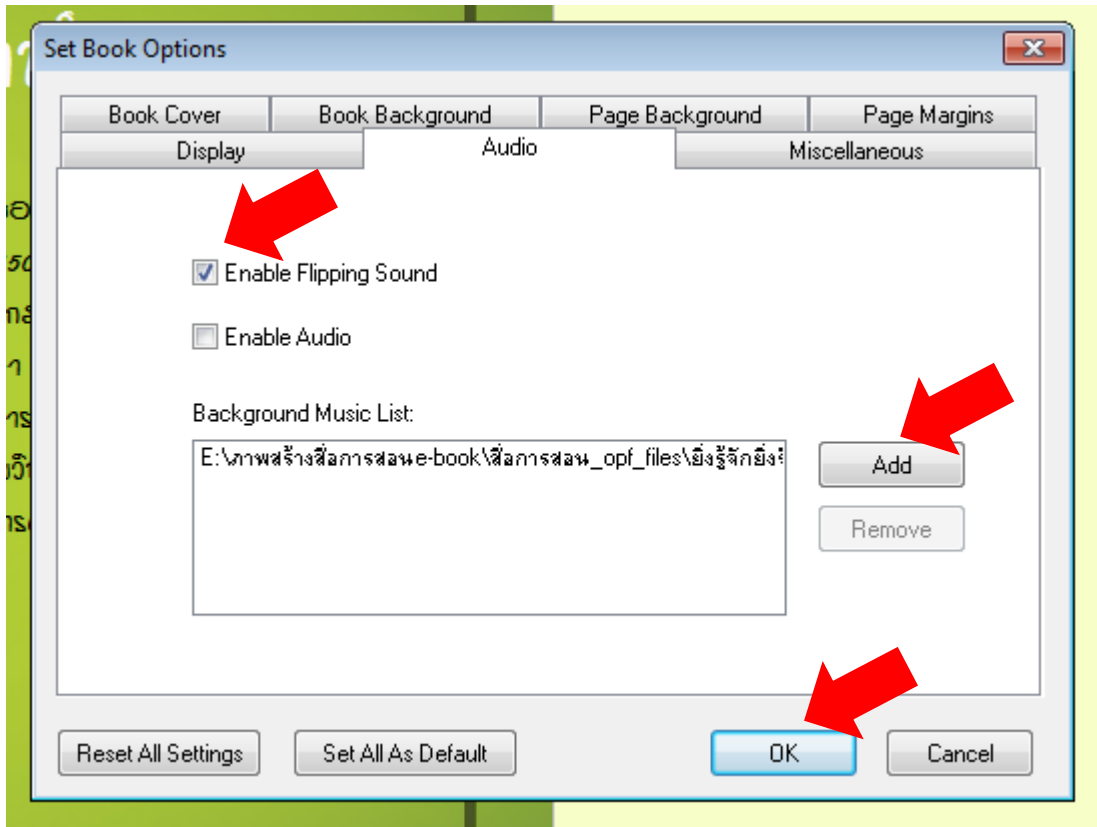 Set Book Options
Book Cover
Book Background
Page Background
Page Margins
Display
Audio
Miscellaneous
Enable Flipping Sound
Enable Audio
Background Music List:
E:\ภาพสร้างสื่อการสอนe-book\สื่อการสอน_opf_files\ยิ่งรู้จักยิ่งรั
Add
Remove
Reset All Settings
Set All As Default
OK
Cancel